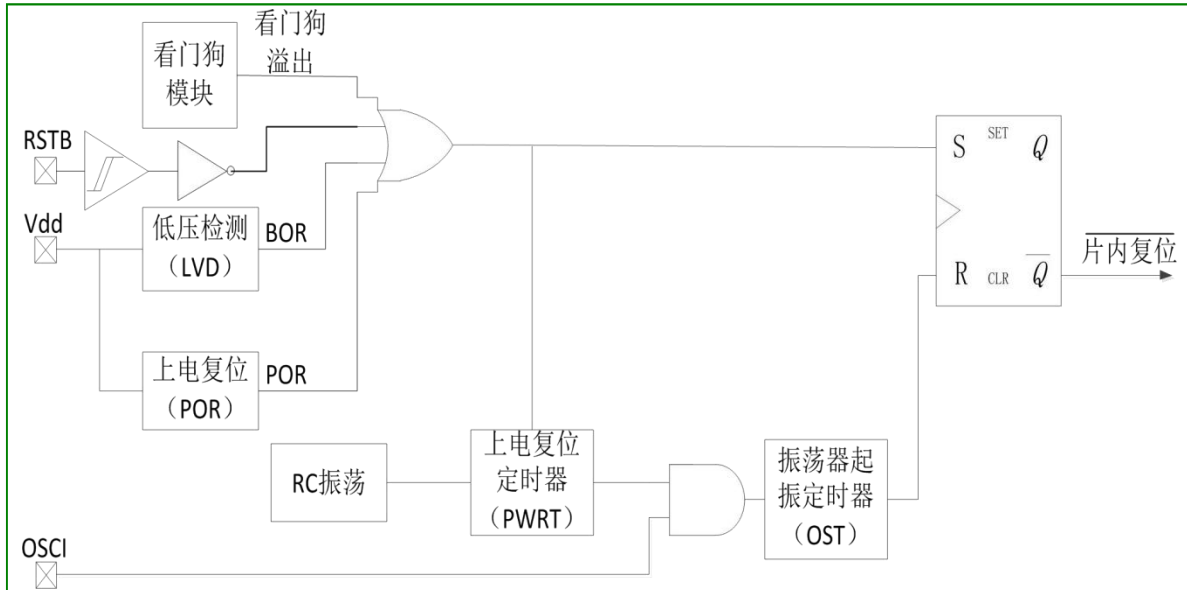 看门狗
模块
看门狗
溢出
RSTB
Vdd
低压检测
（LVD）
BOR
上电复位
（POR）
POR
S
SET
Q
R
CLR
Q
片内复位
RC振荡
上电复位
定时器
（PWRT）
振荡器起
振定时器
（OST）
OSCI